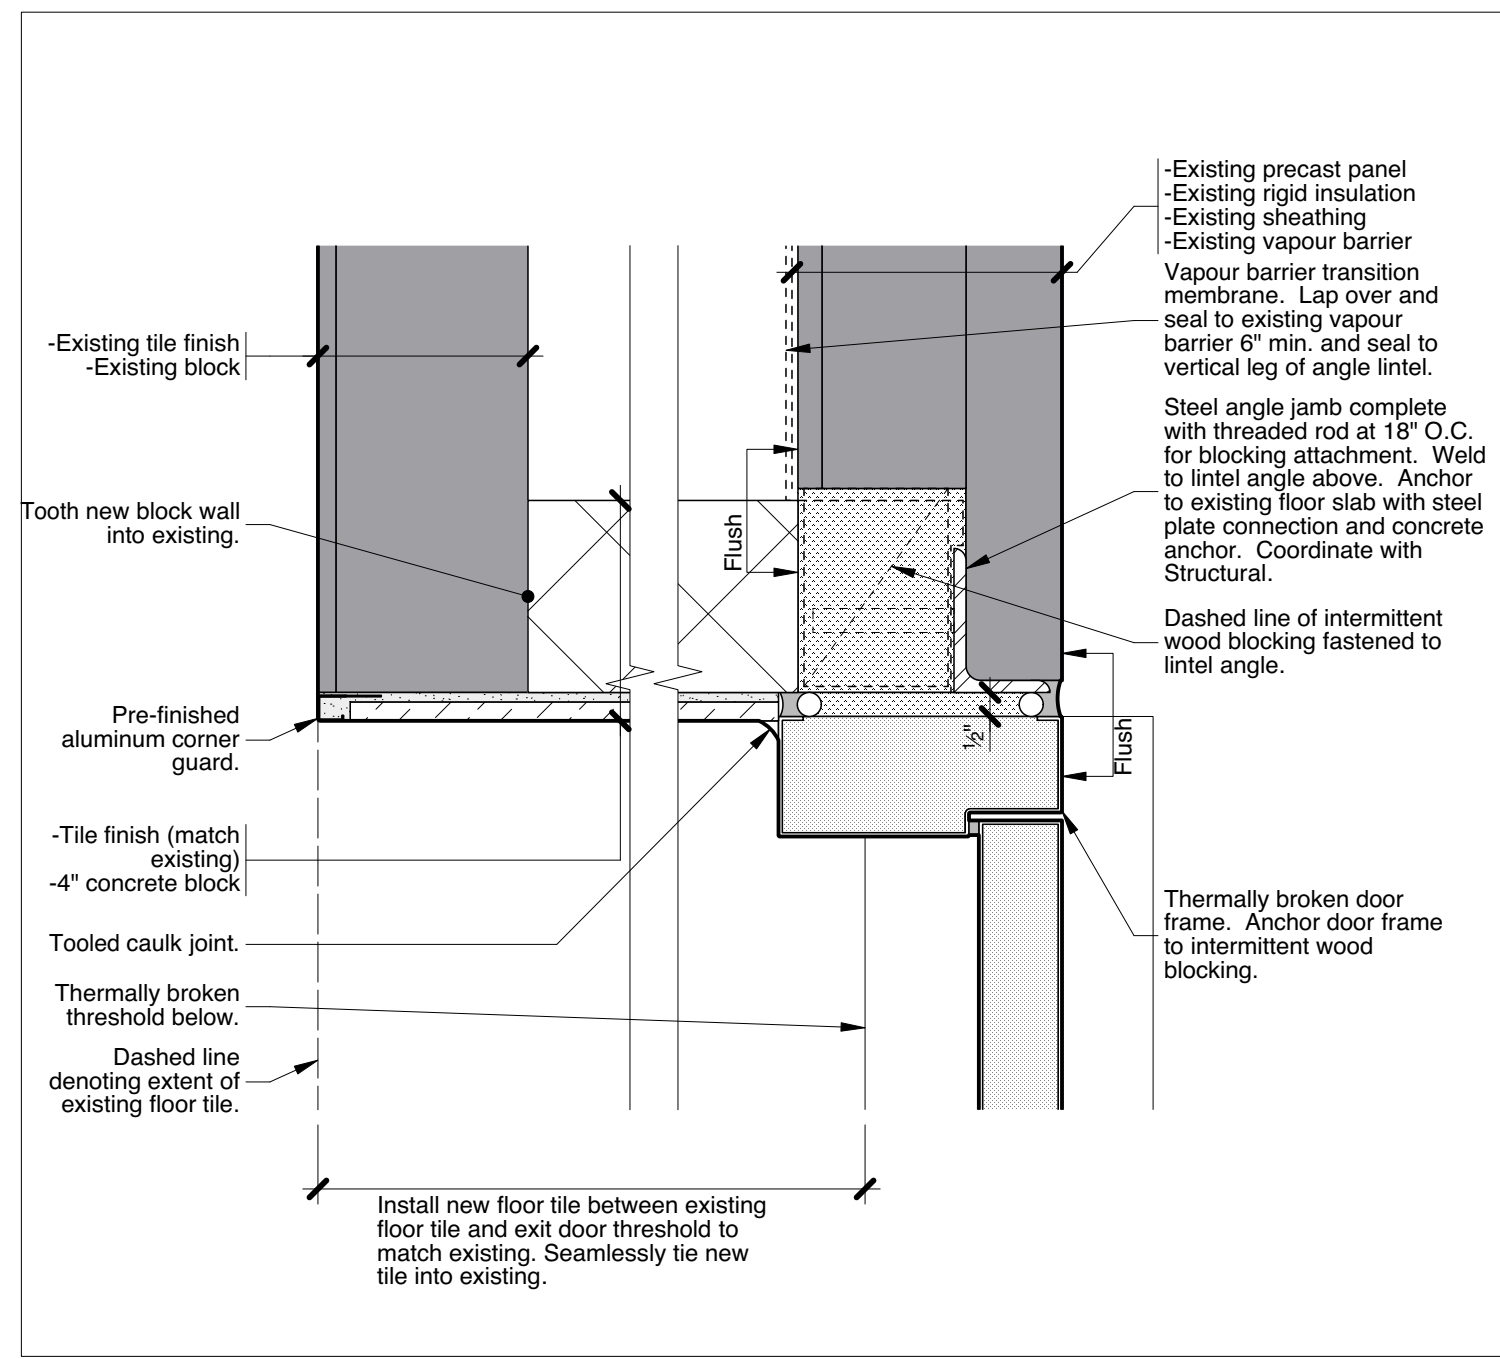 -Existing precast panel
-Existing rigid insulation
-Existing sheathing
-Existing vapour barrier
Vapour barrier transition
membrane. Lap over and
seal to existing vapour
barrier 6" min. and seal to
vertical leg of angle lintel.
Steel angle jamb complete
with threaded rod at 18" O.C.
for blocking attachment. Weld
to lintel angle above. Anchor
to existing floor slab with steel
plate connection and concrete
anchor. Coordinate with
Structural.
Dashed line of intermittent
wood blocking fastened to
lintel angle.
Thermally broken door
frame. Anchor door frame
to intermittent wood
blocking.
-Existing tile finish
-Existing block
Tooth new block wall
into existing.
Pre-finished
aluminum corner
guard.
-Tile finish (match
existing)
-4" concrete block
Tooled caulk joint.
Thermally broken
threshold below.
Dashed line
denoting extent of
existing floor tile.
Flush
½"
Flush
Install new floor tile between existing
floor tile and exit door threshold to
match existing. Seamlessly tie new
tile into existing.